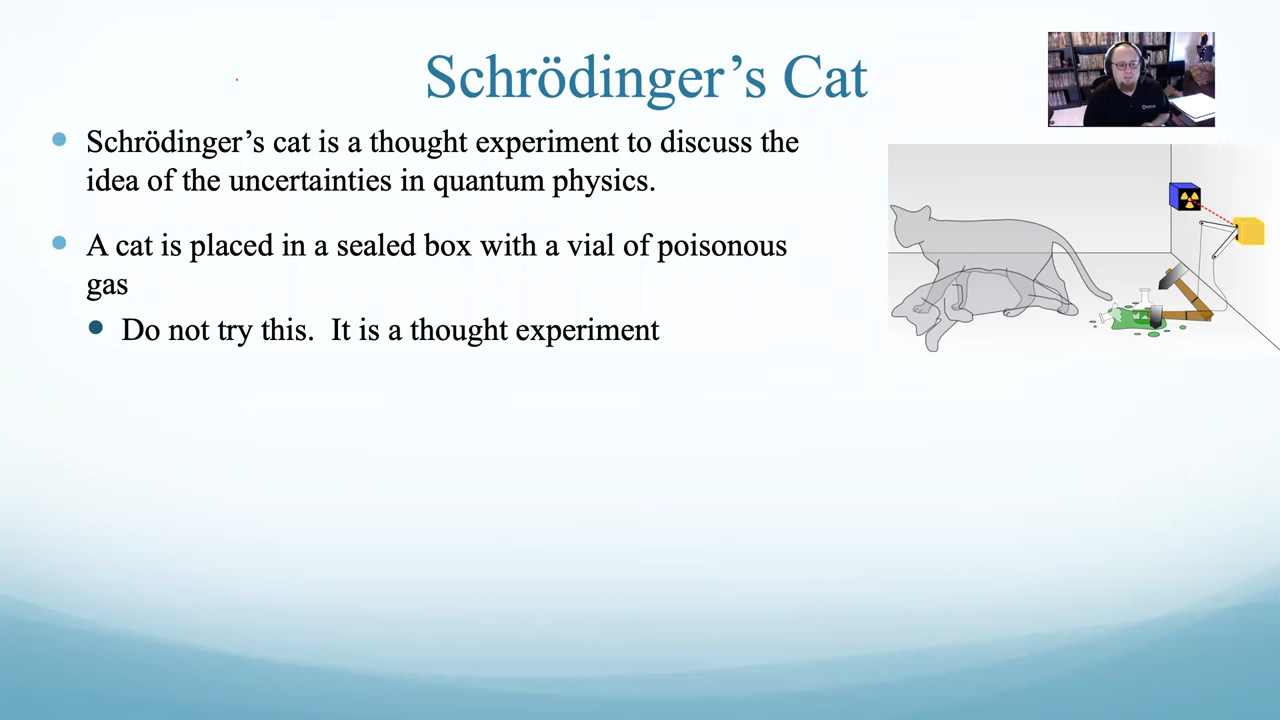 Schrödinger’s Cat
Schrödinger’s cat is a thought experiment to discuss the
idea of the uncertainties in quantum physics.
A cat is placed in a sealed box with a vial of poisonous
gas
Do not try this.  It is a thought experiment